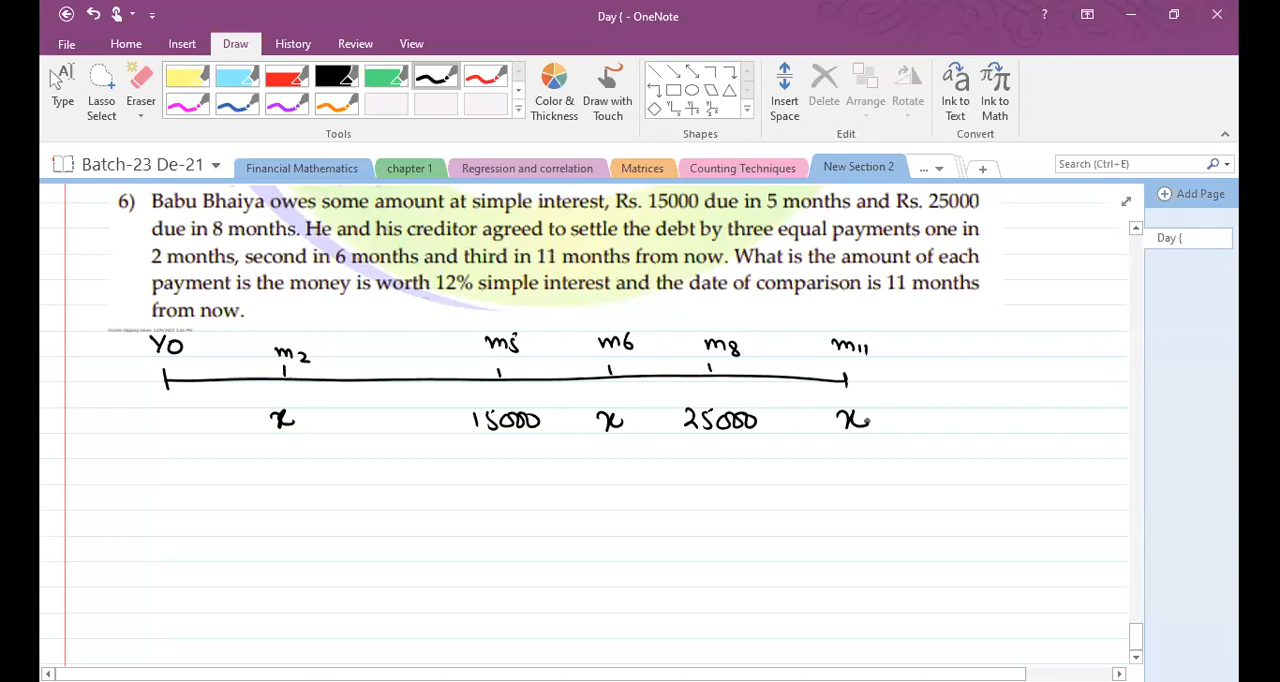 Day { - OneNote
?
File Home Insert Draw History Review View
Type
Lasso Select
Eraser
Color & Thickness
Draw with Touch
Insert Space
Delete
Arrange
Rotate
Ink to Text
Ink to Math
Tools
Shapes
Edit
Convert
Batch-23 De-21
Financial Mathematics
chapter 1
Regression and correlation
Matrices
Counting Techniques
New Section 2
...
Search (Ctrl+E)
Add Page
Day {
6) Babu Bhaiya owes some amount at simple interest, Rs. 15000 due in 5 months and Rs. 25000
due in 8 months. He and his creditor agreed to settle the debt by three equal payments one in
2 months, second in 6 months and third in 11 months from now. What is the amount of each
payment is the money is worth 12% simple interest and the date of comparison is 11 months
from now.
Y0 m2 m5 m6 m8 m11
x 15000 x 25000 x